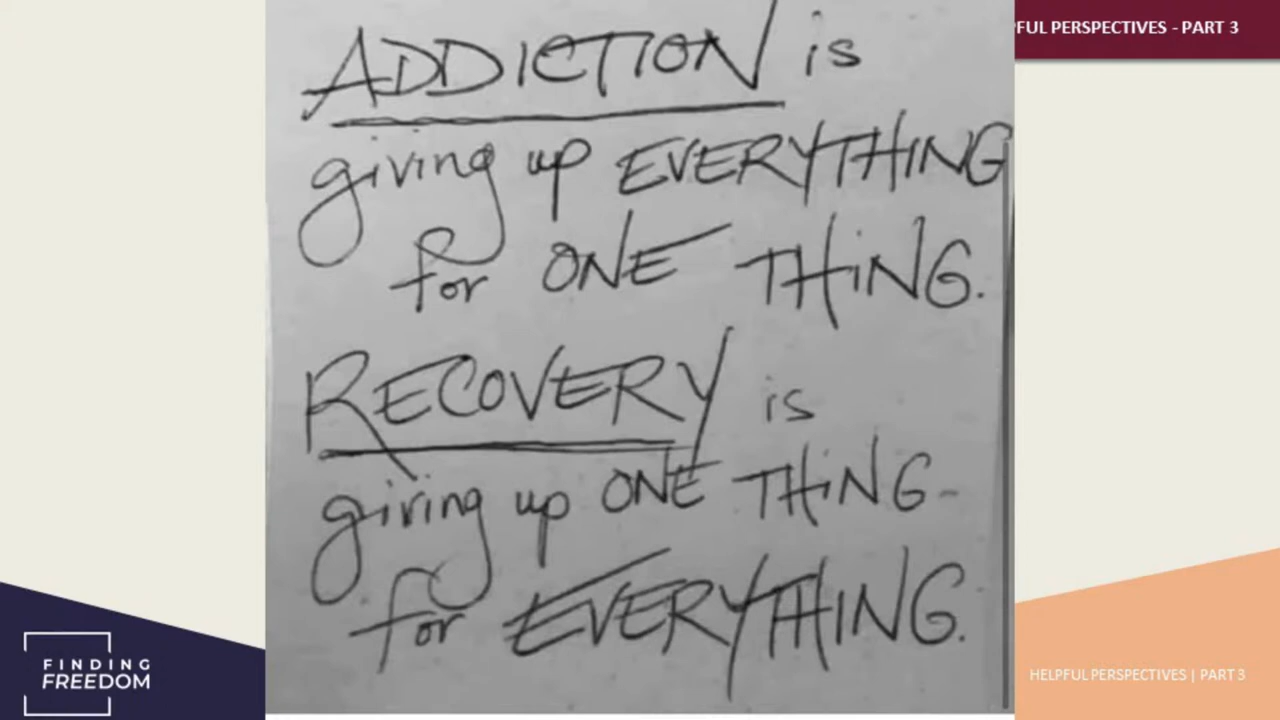 FUL PERSPECTIVES - PART 3
ADDICTION is
giving up EVERYTHING
for ONE THiNG.
RECOVERY is
giving up ONE THiNG-
for EVERYTHING.
FINDING
FREEDOM
HELPFUL PERSPECTIVES | PART 3